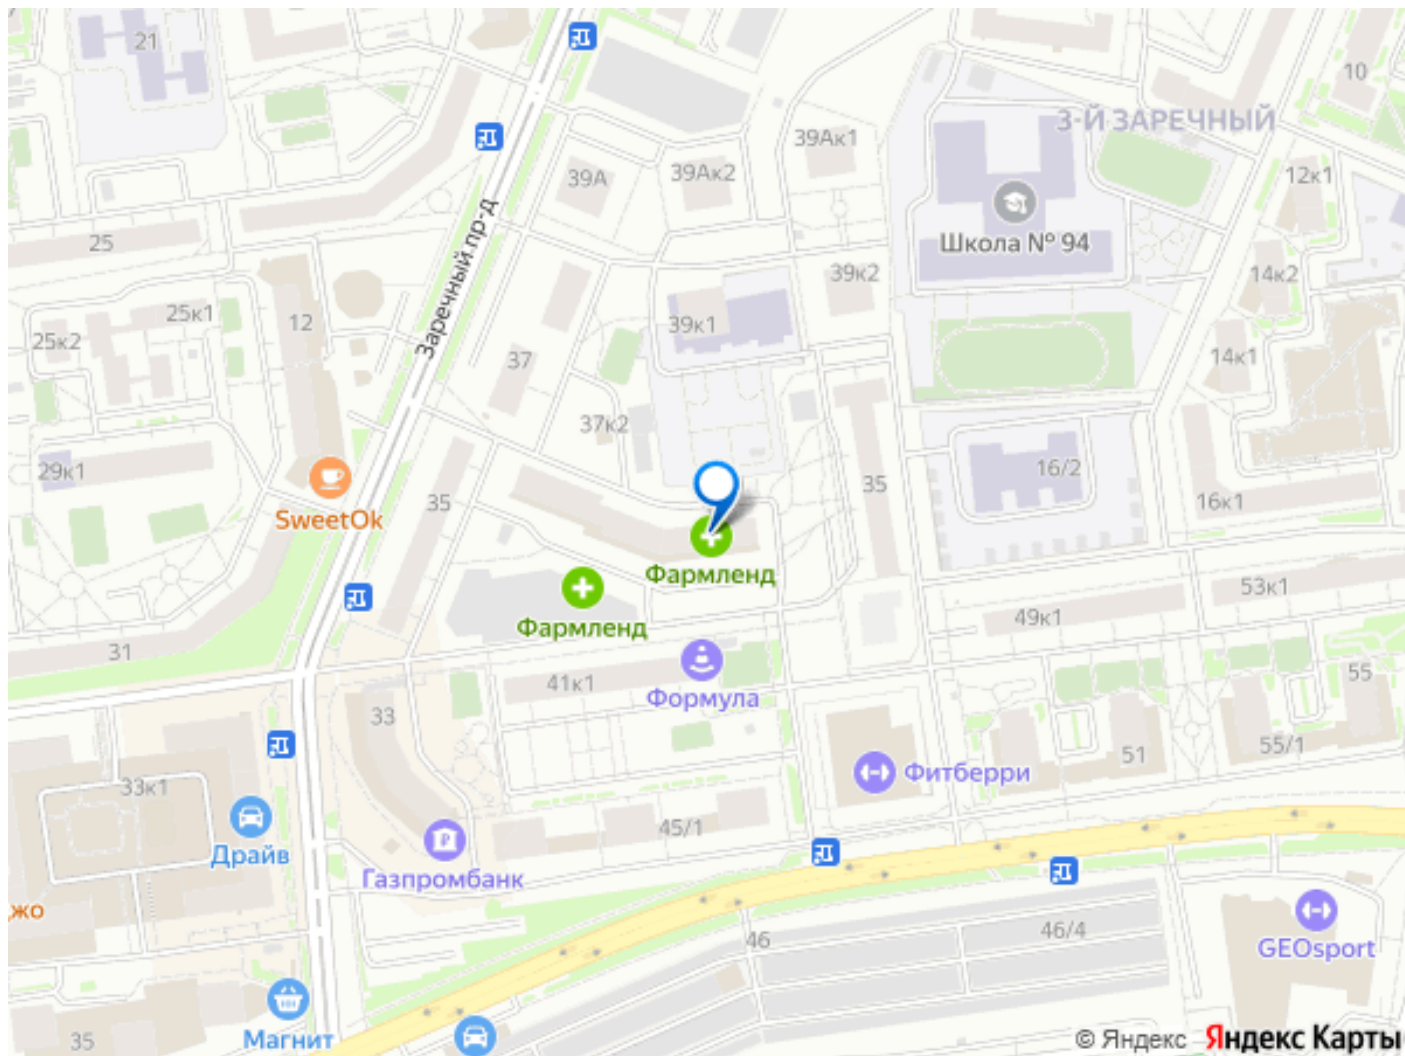 21
10
3-Й ЗАРЕЧНЫЙ
39Ак1
39А
39Ак2
12к1
Школа № 94
25
Заречный пр-д
39к2
14к2
25к1
12
39к1
25к2
37
14к1
37к2
29к1
16/2
35
35
16к1
SweetOk
Фармленд
53к1
49к1
Фармленд
31
41к1
55
Формула
33
55/1
51
Фитберри
33к1
45/1
Драйв
Газпромбанк
жо
46
46/4
GEOsport
35
Магнит
© Яндекс Яндекс Карты